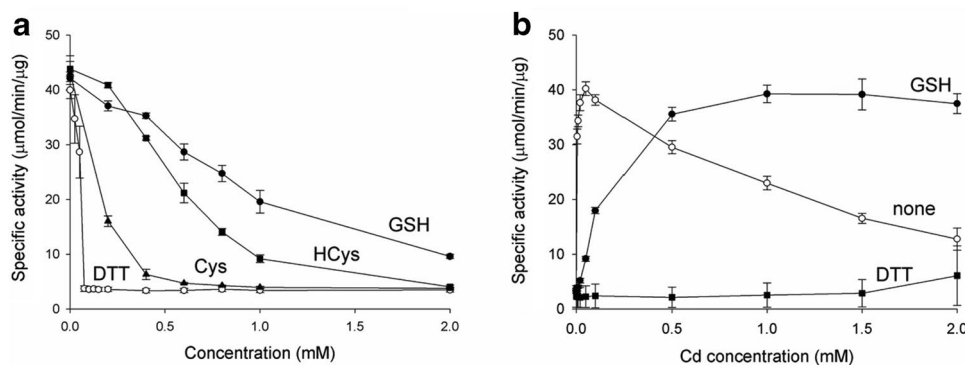 a
b
50
40
30
20
10
0
Specific activity (μmol/min/μg)
0.0 0.5 1.0 1.5 2.0
Concentration (mM)
DTT
Cys
HCys
GSH
50
40
30
20
10
0
Specific activity (μmol/min/μg)
0.0 0.5 1.0 1.5 2.0
Cd concentration (mM)
GSH
none
DTT